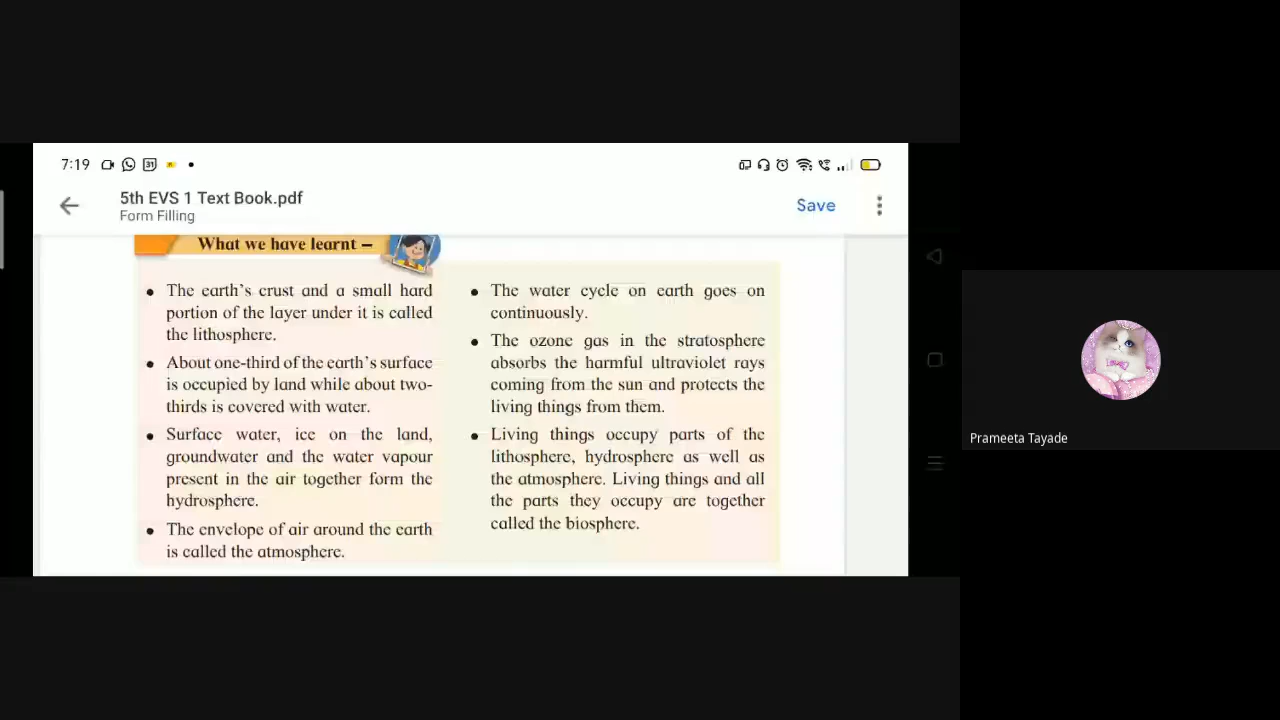 7:19
31
5th EVS 1 Text Book.pdf
Form Filling
Save
What we have learnt –
• The earth's crust and a small hard
portion of the layer under it is called
the lithosphere.
• About one-third of the earth's surface
is occupied by land while about two-
thirds is covered with water.
• Surface water, ice on the land,
groundwater and the water vapour
present in the air together form the
hydrosphere.
• The envelope of air around the earth
is called the atmosphere.
• The water cycle on earth goes on
continuously.
• The ozone gas in the stratosphere
absorbs the harmful ultraviolet rays
coming from the sun and protects the
living things from them.
• Living things occupy parts of the
lithosphere, hydrosphere as well as
the atmosphere. Living things and all
the parts they occupy are together
called the biosphere.
Prameeta Tayade